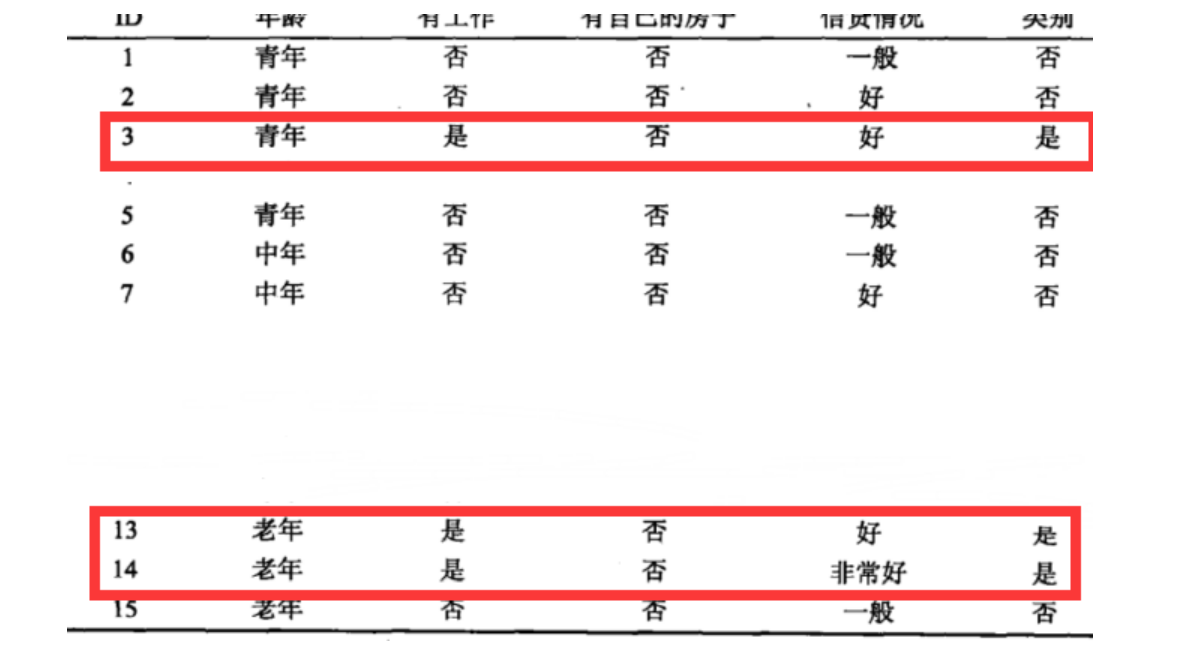 ID 年龄 有工作 有自己的房子 信贷情况 类别
1 青年 否 否 一般 否
2 青年 否 否 好 否
3 青年 是 否 好 是
5 青年 否 否 一般 否
6 中年 否 否 一般 否
7 中年 否 否 好 否
13 老年 是 否 好 是
14 老年 是 否 非常好 是
15 老年 否 否 一般 否